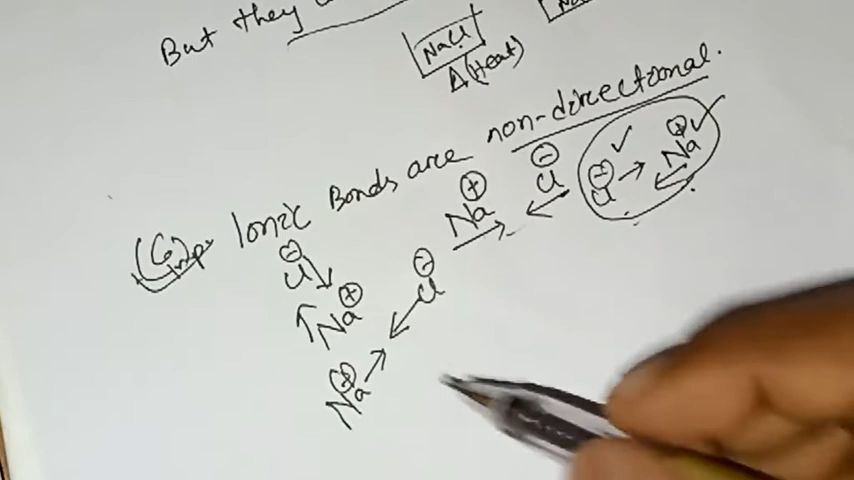 But they
NaCl
Δ(Heat)
(6) Imp Ionic Bonds are non-directional.
Na⊕ Cl⊖ Cl⊖ → Na⊕ ✓
Cl⊖
Na⊕ Cl⊖
Na⊕